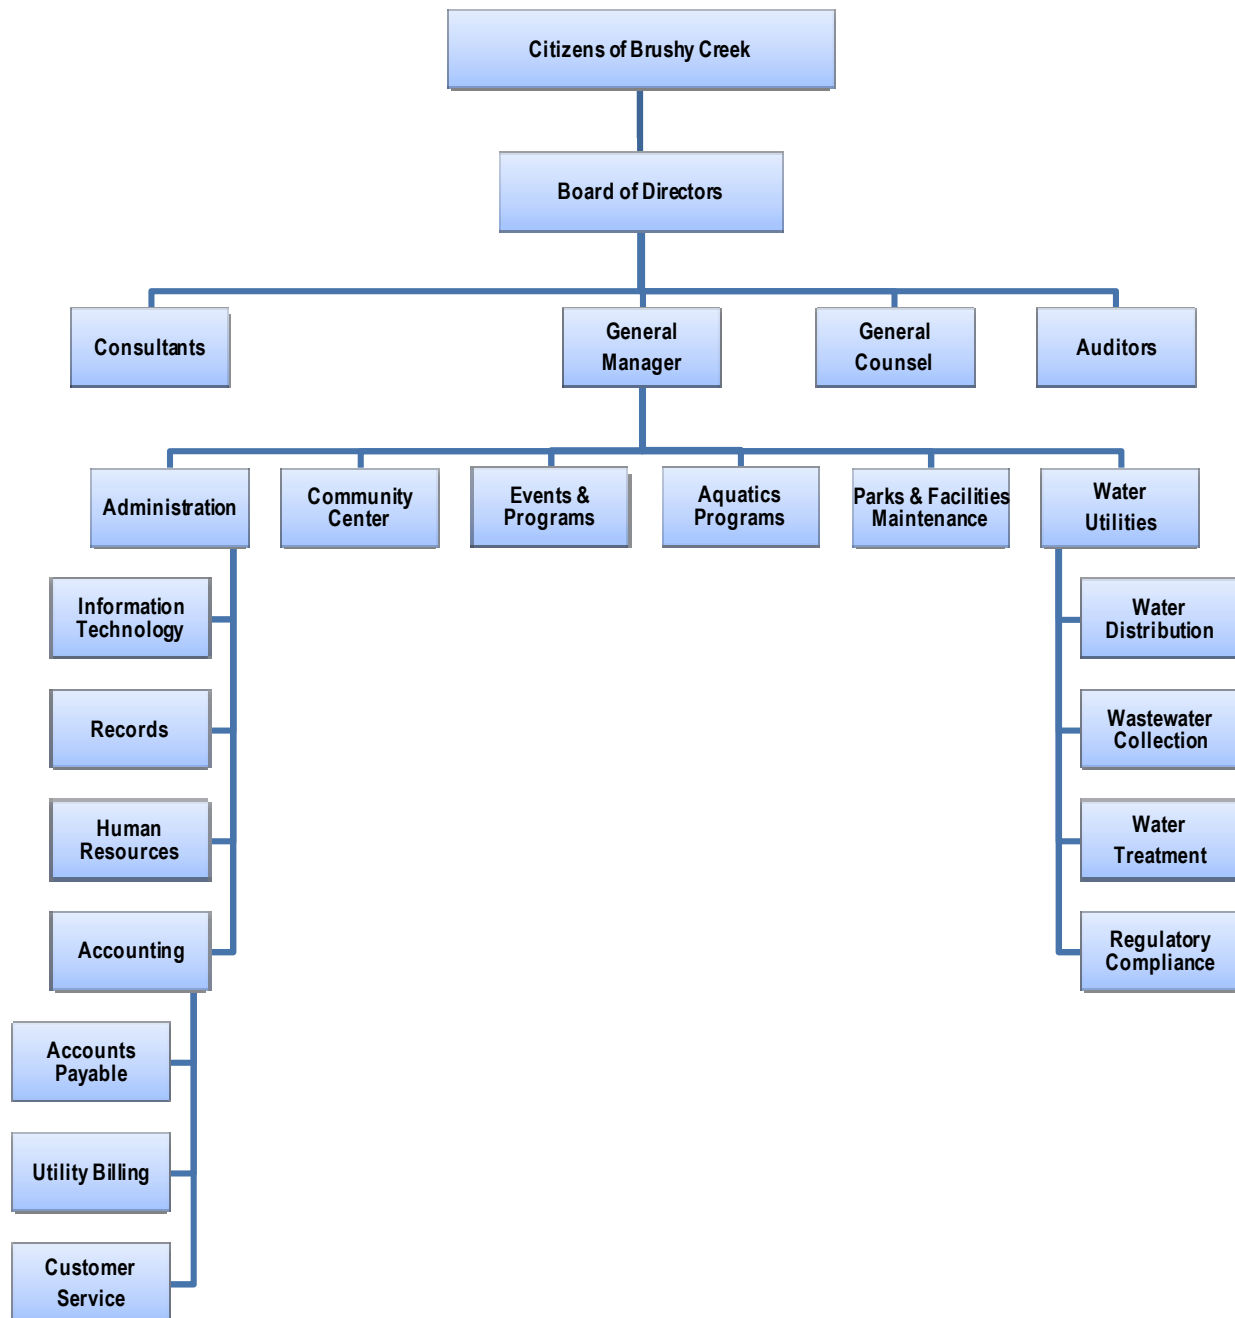 Citizens of Brushy Creek
Board of Directors
Consultants
General
Manager
General
Counsel
Auditors
Administration
Community
Center
Events &
Programs
Aquatics
Programs
Parks & Facilities
Maintenance
Water
Utilities
Information
Technology
Records
Human
Resources
Accounting
Accounts
Payable
Utility Billing
Customer
Service
Water
Distribution
Wastewater
Collection
Water
Treatment
Regulatory
Compliance